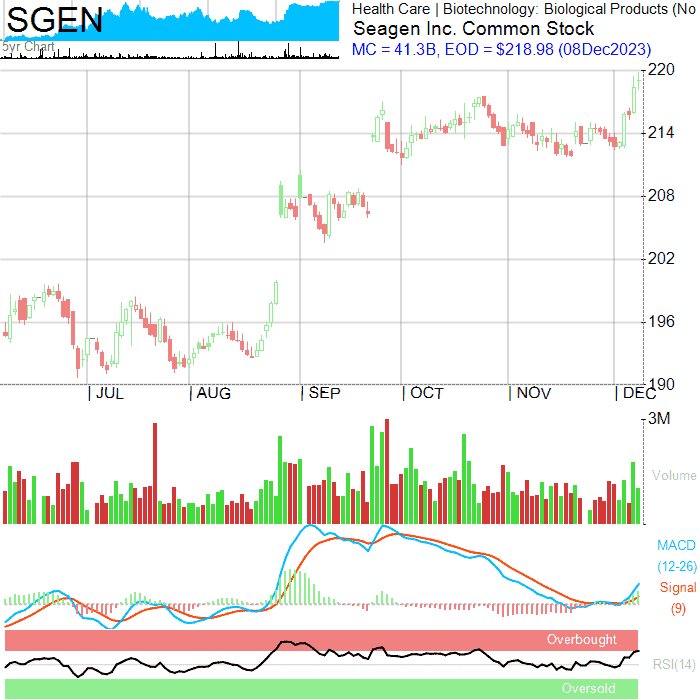 SGEN
5yr Chart
Health Care | Biotechnology: Biological Products (No
Seagen Inc. Common Stock
MC = 41.3B, EOD = $218.98 (08Dec2023)
220
214
208
202
196
190
| JUL | AUG | SEP | OCT | NOV | DEC
3M
Volume
MACD
(12-26)
Signal
(9)
Overbought
RSI(14)
Oversold